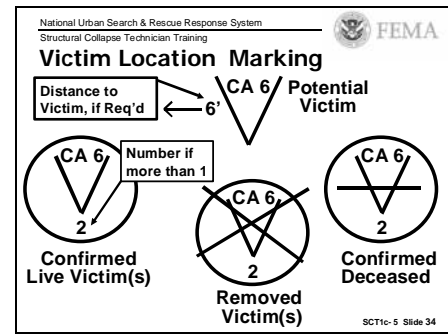 National Urban Search & Rescue Response System
Structural Collapse Technician Training
FEMA
Victim Location Marking
Distance to
Victim, if Req'd
6'
CA 6
Potential
Victim
CA 6
Number if
more than 1
2
Confirmed
Live Victim(s)
CA 6
2
Removed
Victim(s)
CA 6
2
Confirmed
Deceased
SCT1c- 5 Slide 34